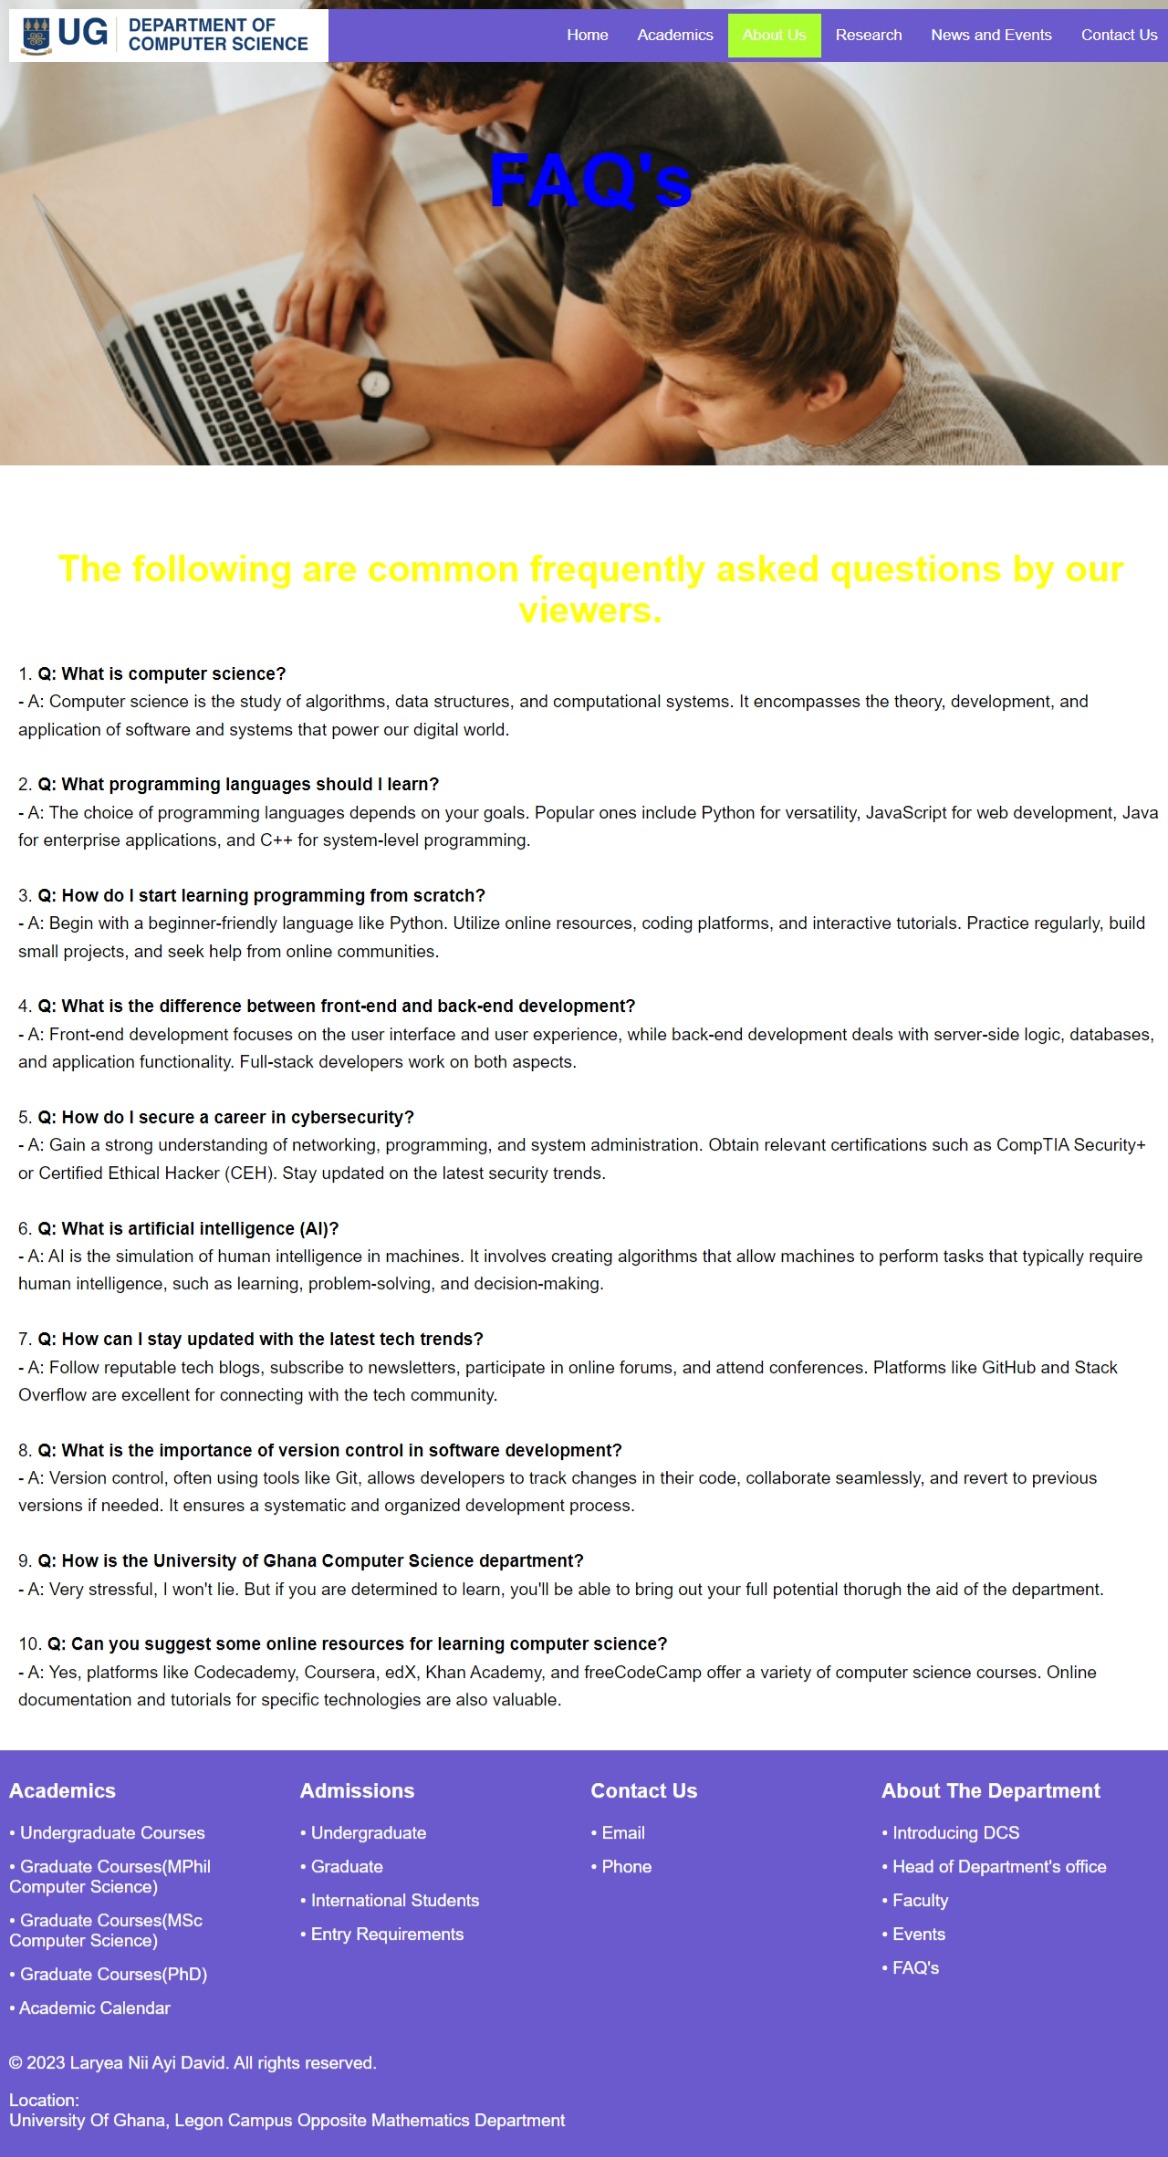 UG
DEPARTMENT OF
COMPUTER SCIENCE
Home Academics About Us Research News and Events Contact Us
FAQ's
The following are common frequently asked questions by our
viewers.
1. Q: What is computer science?
- A: Computer science is the study of algorithms, data structures, and computational systems. It encompasses the theory, development, and
application of software and systems that power our digital world.
2. Q: What programming languages should I learn?
- A: The choice of programming languages depends on your goals. Popular ones include Python for versatility, JavaScript for web development, Java
for enterprise applications, and C++ for system-level programming.
3. Q: How do I start learning programming from scratch?
- A: Begin with a beginner-friendly language like Python. Utilize online resources, coding platforms, and interactive tutorials. Practice regularly, build
small projects, and seek help from online communities.
4. Q: What is the difference between front-end and back-end development?
- A: Front-end development focuses on the user interface and user experience, while back-end development deals with server-side logic, databases,
and application functionality. Full-stack developers work on both aspects.
5. Q: How do I secure a career in cybersecurity?
- A: Gain a strong understanding of networking, programming, and system administration. Obtain relevant certifications such as CompTIA Security+
or Certified Ethical Hacker (CEH). Stay updated on the latest security trends.
6. Q: What is artificial intelligence (AI)?
- A: AI is the simulation of human intelligence in machines. It involves creating algorithms that allow machines to perform tasks that typically require
human intelligence, such as learning, problem-solving, and decision-making.
7. Q: How can I stay updated with the latest tech trends?
- A: Follow reputable tech blogs, subscribe to newsletters, participate in online forums, and attend conferences. Platforms like GitHub and Stack
Overflow are excellent for connecting with the tech community.
8. Q: What is the importance of version control in software development?
- A: Version control, often using tools like Git, allows developers to track changes in their code, collaborate seamlessly, and revert to previous
versions if needed. It ensures a systematic and organized development process.
9. Q: How is the University of Ghana Computer Science department?
- A: Very stressful, I won't lie. But if you are determined to learn, you'll be able to bring out your full potential thorugh the aid of the department.
10. Q: Can you suggest some online resources for learning computer science?
- A: Yes, platforms like Codecademy, Coursera, edX, Khan Academy, and freeCodeCamp offer a variety of computer science courses. Online
documentation and tutorials for specific technologies are also valuable.
Academics
• Undergraduate Courses
• Graduate Courses(MPhil
Computer Science)
• Graduate Courses(MSc
Computer Science)
• Graduate Courses(PhD)
• Academic Calendar
Admissions
• Undergraduate
• Graduate
• International Students
• Entry Requirements
Contact Us
• Email
• Phone
About The Department
• Introducing DCS
• Head of Department's office
• Faculty
• Events
• FAQ's
© 2023 Laryea Nii Ayi David. All rights reserved.
Location:
University Of Ghana, Legon Campus Opposite Mathematics Department